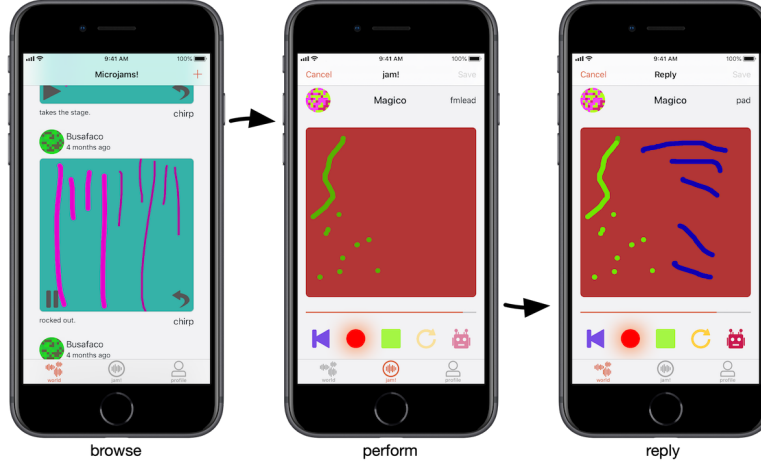 9:41 AM
100%
Microjams!
+
takes the stage.
chirp
Busafaco
4 months ago
rocked out.
chirp
Busafaco
4 months ago
world
jam!
profile
browse
9:41 AM
100%
Cancel
jam!
Save
Magico
fmlead
world
jam!
profile
perform
9:41 AM
100%
Cancel
Reply
Save
Magico
pad
world
jam!
profile
reply